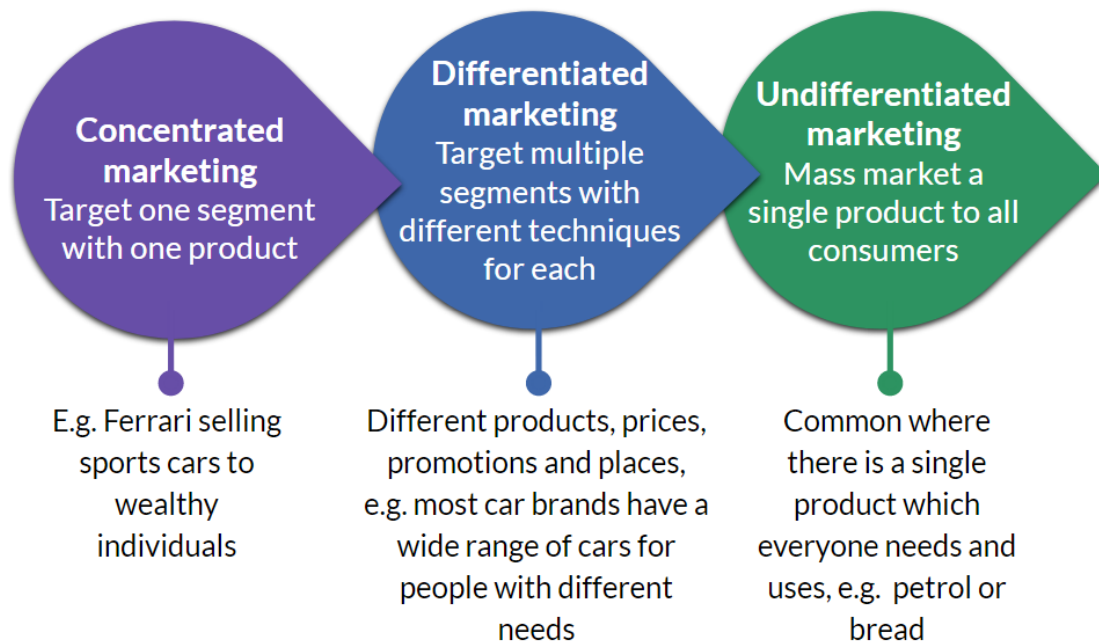 Concentrated
marketing
Target one segment
with one product
Differentiated
marketing
Target multiple
segments with
different techniques
for each
Undifferentiated
marketing
Mass market a
single product to all
consumers
E.g. Ferrari selling
sports cars to
wealthy
individuals
Different products, prices,
promotions and places,
e.g. most car brands have a
wide range of cars for
people with different
needs
Common where
there is a single
product which
everyone needs and
uses, e.g. petrol or
bread